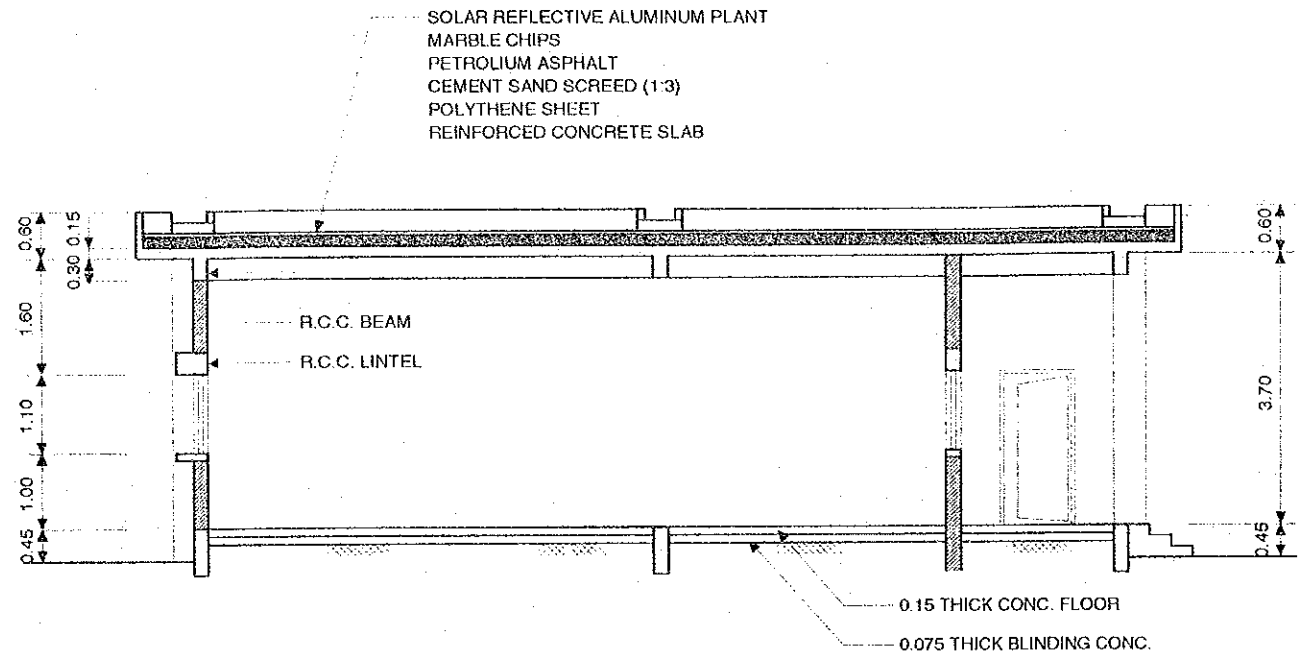 SOLAR REFLECTIVE ALUMINUM PLANT
MARBLE CHIPS
PETROLIUM ASPHALT
CEMENT SAND SCREED (1:3)
POLYTHENE SHEET
REINFORCED CONCRETE SLAB
0.60
0.15
0.30
1.60
1.10
1.00
0.45
R.C.C. BEAM
R.C.C. LINTEL
0.60
3.70
0.45
0.15 THICK CONC. FLOOR
0.075 THICK BLINDING CONC.